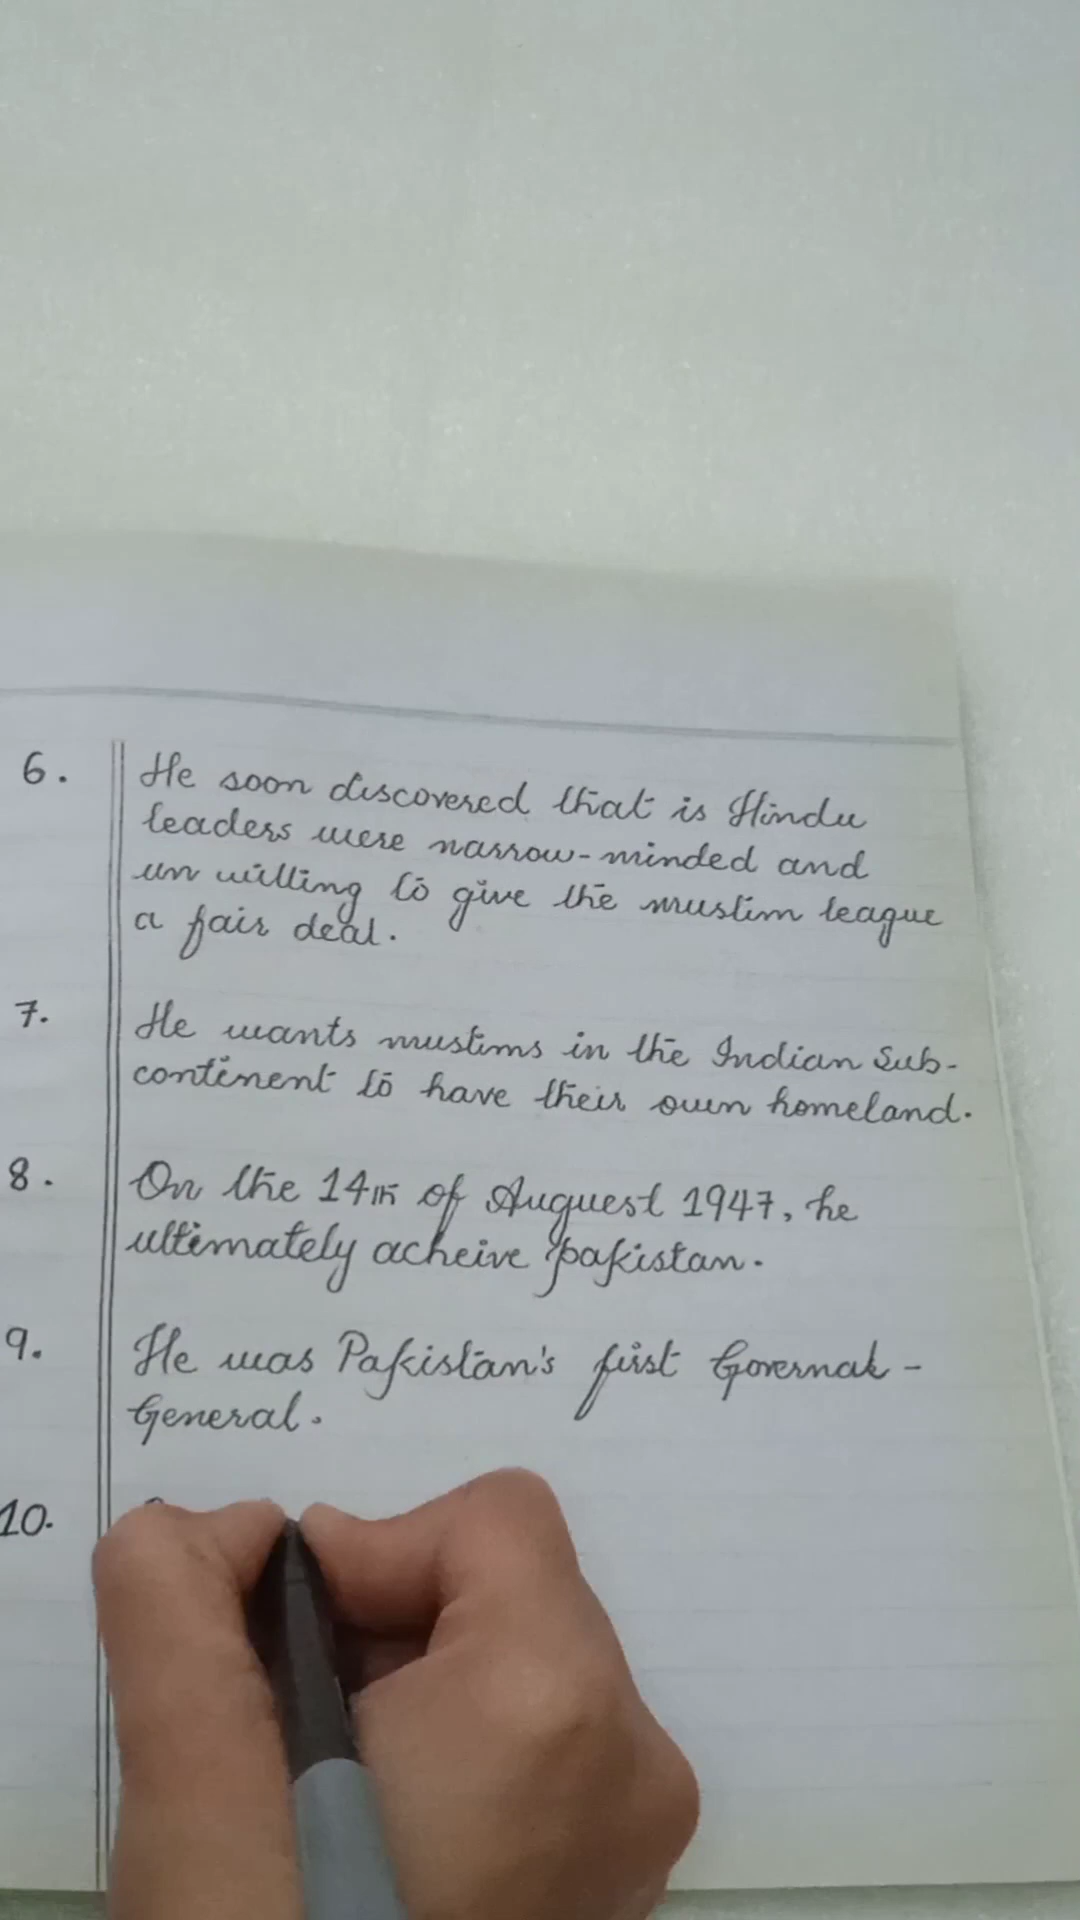 6. He soon discovered that is Hindu
leaders were narrow-minded and
un willing to give the muslim league
a fair deal.
7. He wants muslims in the Indian Sub-
continent to have their own homeland.
8. On the 14th of Auguest 1947, he
ultimately acheive pakistan.
9. He was Pakistan's first Governak-
General.
10.